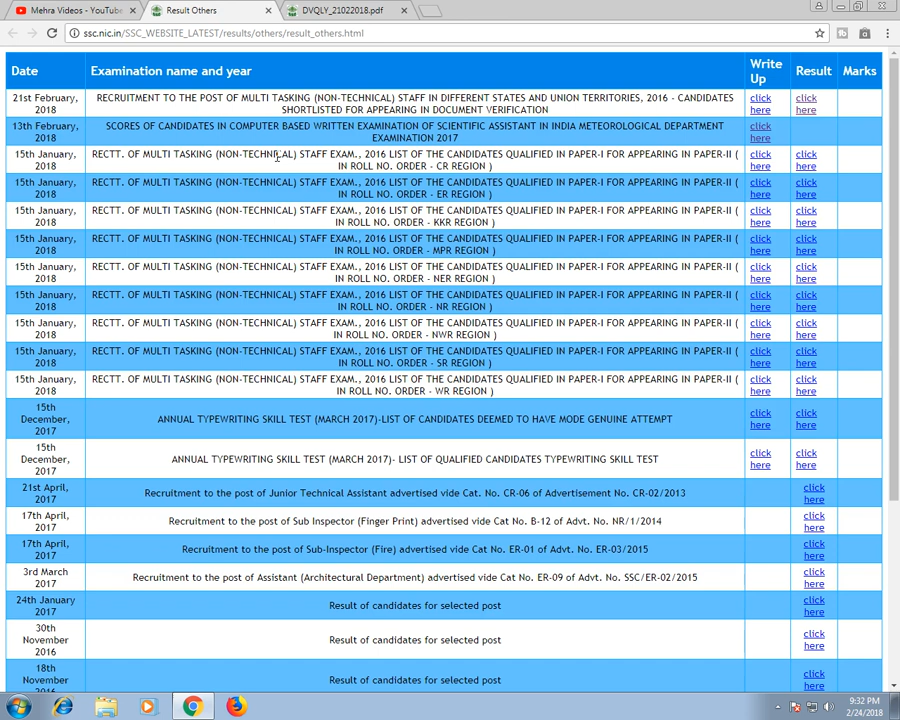 Mehra Videos - YouTube
Result Others
DVQLY_21022018.pdf
ssc.nic.in/SSC_WEBSITE_LATEST/results/others/result_others.html
Date Examination name and year Write Up Result Marks
21st February, 2018 RECRUITMENT TO THE POST OF MULTI TASKING (NON-TECHNICAL) STAFF IN DIFFERENT STATES AND UNION TERRITORIES, 2016 - CANDIDATES SHORTLISTED FOR APPEARING IN DOCUMENT VERIFICATION click here click here
13th February, 2018 SCORES OF CANDIDATES IN COMPUTER BASED WRITTEN EXAMINATION OF SCIENTIFIC ASSISTANT IN INDIA METEOROLOGICAL DEPARTMENT EXAMINATION 2017 click here
15th January, 2018 RECTT. OF MULTI TASKING (NON-TECHNICAL) STAFF EXAM., 2016 LIST OF THE CANDIDATES QUALIFIED IN PAPER-I FOR APPEARING IN PAPER-II ( IN ROLL NO. ORDER - CR REGION ) click here click here
15th January, 2018 RECTT. OF MULTI TASKING (NON-TECHNICAL) STAFF EXAM., 2016 LIST OF THE CANDIDATES QUALIFIED IN PAPER-I FOR APPEARING IN PAPER-II ( IN ROLL NO. ORDER - ER REGION ) click here click here
15th January, 2018 RECTT. OF MULTI TASKING (NON-TECHNICAL) STAFF EXAM., 2016 LIST OF THE CANDIDATES QUALIFIED IN PAPER-I FOR APPEARING IN PAPER-II ( IN ROLL NO. ORDER - KKR REGION ) click here click here
15th January, 2018 RECTT. OF MULTI TASKING (NON-TECHNICAL) STAFF EXAM., 2016 LIST OF THE CANDIDATES QUALIFIED IN PAPER-I FOR APPEARING IN PAPER-II ( IN ROLL NO. ORDER - MPR REGION ) click here click here
15th January, 2018 RECTT. OF MULTI TASKING (NON-TECHNICAL) STAFF EXAM., 2016 LIST OF THE CANDIDATES QUALIFIED IN PAPER-I FOR APPEARING IN PAPER-II ( IN ROLL NO. ORDER - NER REGION ) click here click here
15th January, 2018 RECTT. OF MULTI TASKING (NON-TECHNICAL) STAFF EXAM., 2016 LIST OF THE CANDIDATES QUALIFIED IN PAPER-I FOR APPEARING IN PAPER-II ( IN ROLL NO. ORDER - NR REGION ) click here click here
15th January, 2018 RECTT. OF MULTI TASKING (NON-TECHNICAL) STAFF EXAM., 2016 LIST OF THE CANDIDATES QUALIFIED IN PAPER-I FOR APPEARING IN PAPER-II ( IN ROLL NO. ORDER - NWR REGION ) click here click here
15th January, 2018 RECTT. OF MULTI TASKING (NON-TECHNICAL) STAFF EXAM., 2016 LIST OF THE CANDIDATES QUALIFIED IN PAPER-I FOR APPEARING IN PAPER-II ( IN ROLL NO. ORDER - SR REGION ) click here click here
15th January, 2018 RECTT. OF MULTI TASKING (NON-TECHNICAL) STAFF EXAM., 2016 LIST OF THE CANDIDATES QUALIFIED IN PAPER-I FOR APPEARING IN PAPER-II ( IN ROLL NO. ORDER - WR REGION ) click here click here
15th December, 2017 ANNUAL TYPEWRITING SKILL TEST (MARCH 2017)-LIST OF CANDIDATES DEEMED TO HAVE MODE GENUINE ATTEMPT click here click here
15th December, 2017 ANNUAL TYPEWRITING SKILL TEST (MARCH 2017)- LIST OF QUALIFIED CANDIDATES TYPEWRITING SKILL TEST click here click here
21st April, 2017 Recruitment to the post of Junior Technical Assistant advertised vide Cat. No. CR-06 of Advertisement No. CR-02/2013 click here
17th April, 2017 Recruitment to the post of Sub Inspector (Finger Print) advertised vide Cat No. B-12 of Advt. No. NR/1/2014 click here
17th April, 2017 Recruitment to the post of Sub-Inspector (Fire) advertised vide Cat No. ER-01 of Advt. No. ER-03/2015 click here
3rd March 2017 Recruitment to the post of Assistant (Architectural Department) advertised vide Cat No. ER-09 of Advt. No. SSC/ER-02/2015 click here
24th January 2017 Result of candidates for selected post click here
30th November 2016 Result of candidates for selected post click here
18th November 2016 Result of candidates for selected post click here
9:32 PM
2/24/2018